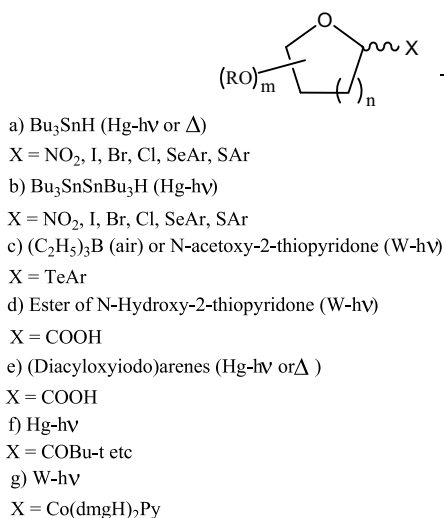 O
X
(RO)m
( )n
a) Bu₃SnH (Hg-hν or Δ)
X = NO₂, I, Br, Cl, SeAr, SAr
b) Bu₃SnSnBu₃H (Hg-hν)
X = NO₂, I, Br, Cl, SeAr, SAr
c) (C₂H₅)₃B (air) or N-acetoxy-2-thiopyridone (W-hν)
X = TeAr
d) Ester of N-Hydroxy-2-thiopyridone (W-hν)
X = COOH
e) (Diacyloxyiodo)arenes (Hg-hν orΔ )
X = COOH
f) Hg-hν
X = COBu-t etc
g) W-hν
X = Co(dmgH)₂Py